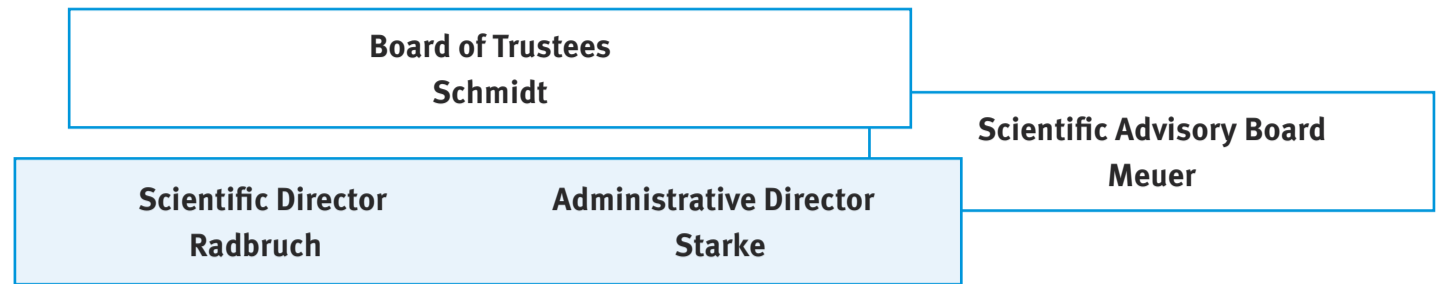 Board of Trustees
Schmidt
Scientific Advisory Board
Meuer
Scientific Director
Radbruch
Administrative Director
Starke